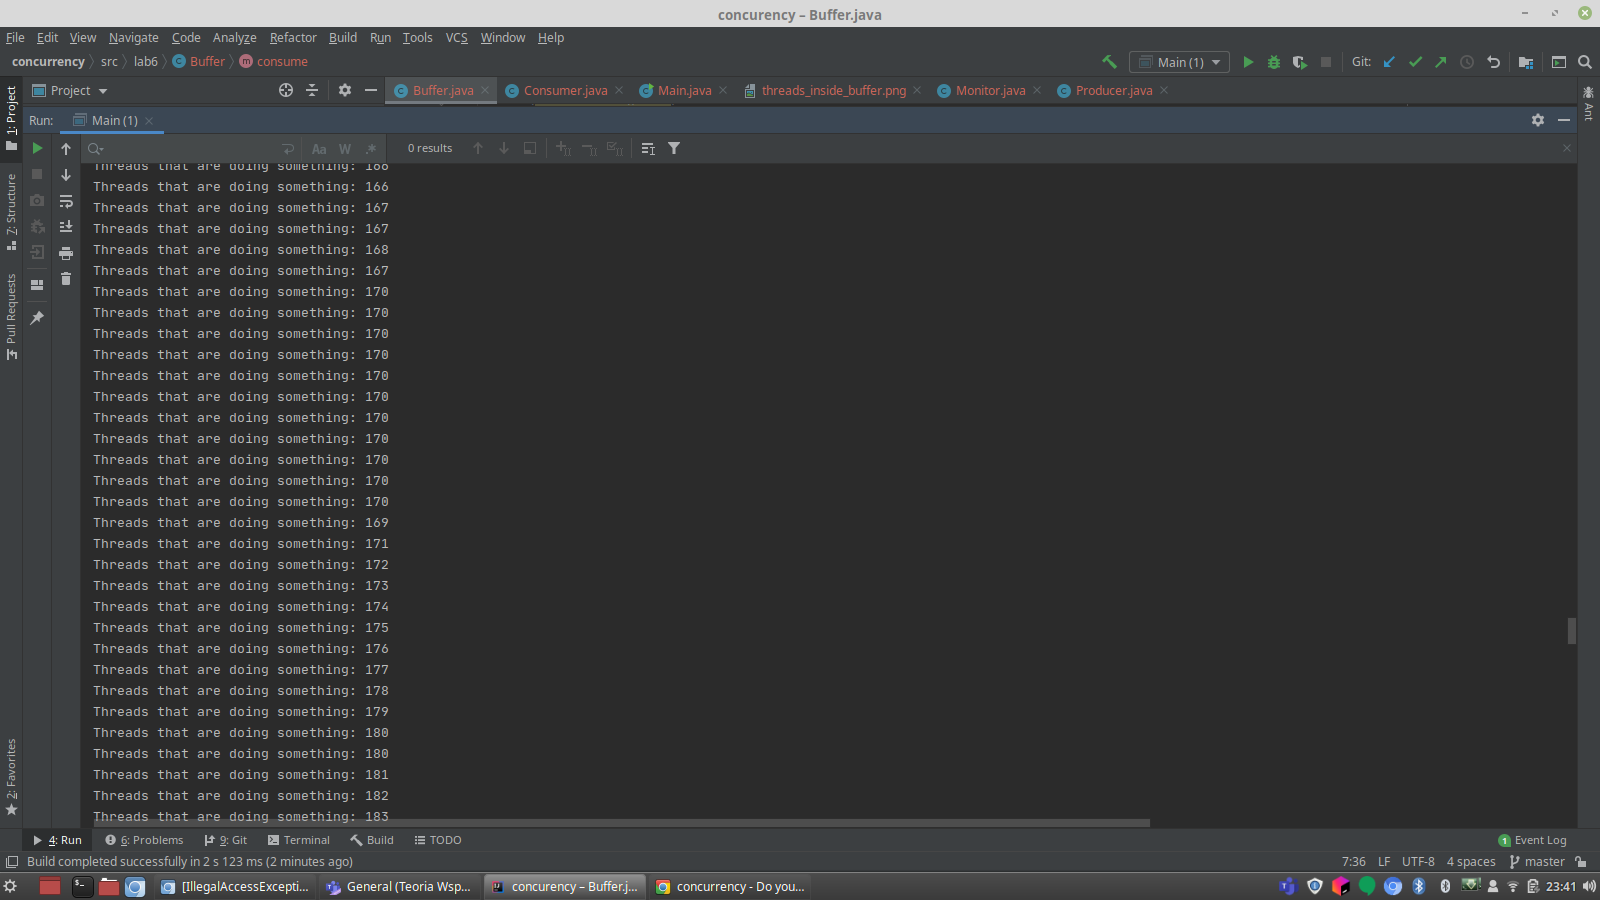 concurency – Buffer.java
File Edit View Navigate Code Analyze Refactor Build Run Tools VCS Window Help
concurrency src lab6 Buffer consume
Main (1)
Git:
1: Project
Project
Buffer.java
Consumer.java
Main.java
threads_inside_buffer.png
Monitor.java
Producer.java
Ant
Run:
Main (1)
Aa
W
.*
0 results
Threads that are doing something: 166
Threads that are doing something: 166
Threads that are doing something: 167
Threads that are doing something: 167
Threads that are doing something: 168
Threads that are doing something: 167
Threads that are doing something: 170
Threads that are doing something: 170
Threads that are doing something: 170
Threads that are doing something: 170
Threads that are doing something: 170
Threads that are doing something: 170
Threads that are doing something: 170
Threads that are doing something: 170
Threads that are doing something: 170
Threads that are doing something: 170
Threads that are doing something: 170
Threads that are doing something: 169
Threads that are doing something: 171
Threads that are doing something: 172
Threads that are doing something: 173
Threads that are doing something: 174
Threads that are doing something: 175
Threads that are doing something: 176
Threads that are doing something: 177
Threads that are doing something: 178
Threads that are doing something: 179
Threads that are doing something: 180
Threads that are doing something: 180
Threads that are doing something: 181
Threads that are doing something: 182
Threads that are doing something: 183
7: Structure
Pull Requests
2: Favorites
4: Run
6: Problems
9: Git
Terminal
Build
TODO
1 Event Log
Build completed successfully in 2 s 123 ms (2 minutes ago)
7:36 LF UTF-8 4 spaces master
[IllegalAccessExcepti...
General (Teoria Wsp...
concurency – Buffer.j...
concurrency - Do you...
23:41